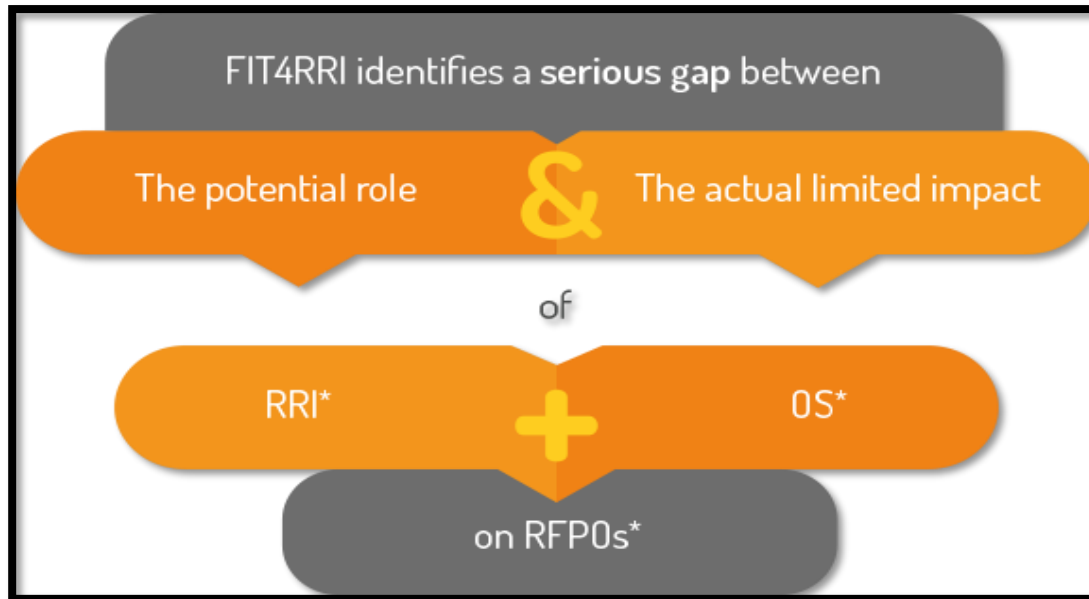 FIT4RRI identifies a serious gap between
The potential role & The actual limited impact
of
RRI* + OS*
on RFPOs*